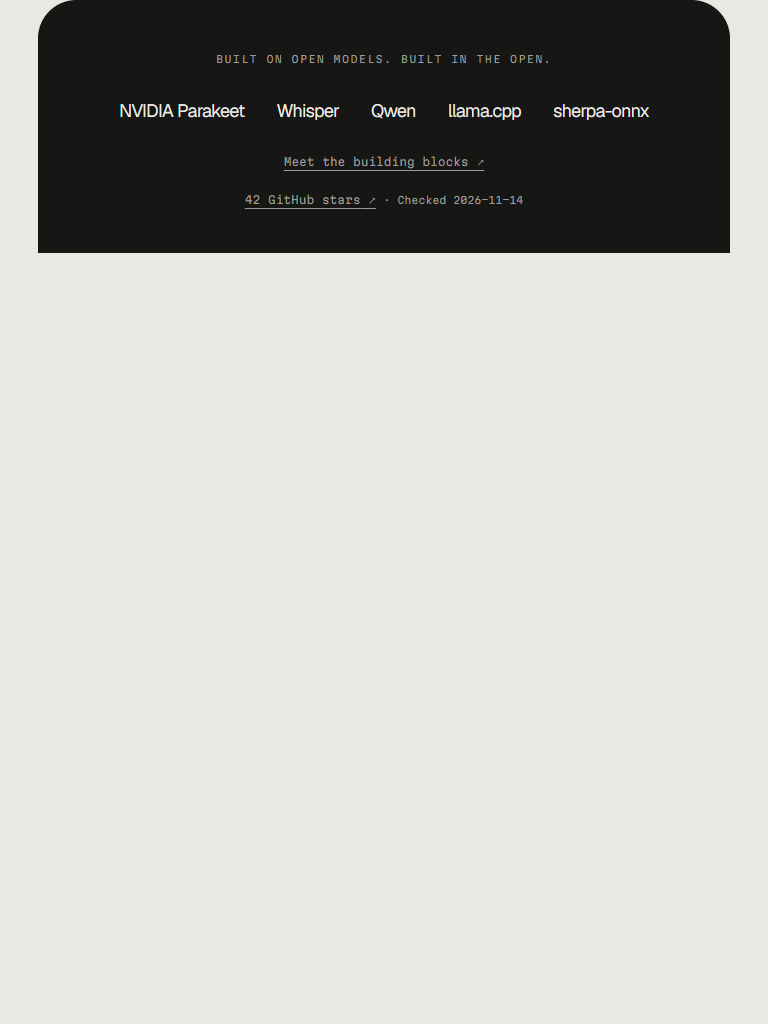 BUILT ON OPEN MODELS. BUILT IN THE OPEN.
NVIDIA Parakeet Whisper Qwen llama.cpp sherpa-onnx
Meet the building blocks ↗
42 GitHub stars ↗ · Checked 2026-11-14